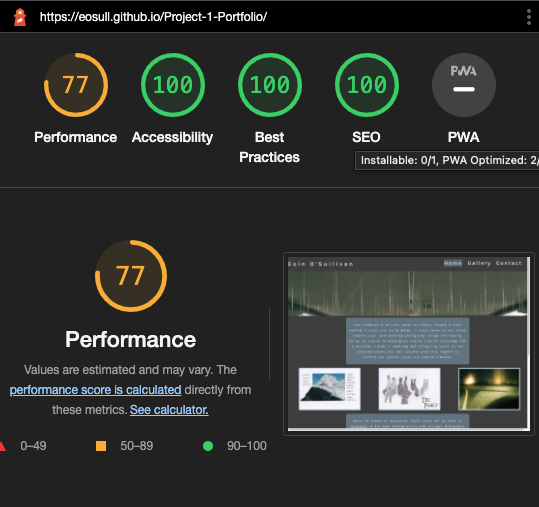 https://eosull.github.io/Project-1-Portfolio/
77
100
100
100
PWA
Performance
Accessibility
Best
Practices
SEO
PWA
Installable: 0/1, PWA Optimized: 2/
77
Performance
Values are estimated and may vary. The
performance score is calculated directly from
these metrics. See calculator.
0–49
50–89
90–100
Eoin O'Sullivan
Home
Gallery
Contact